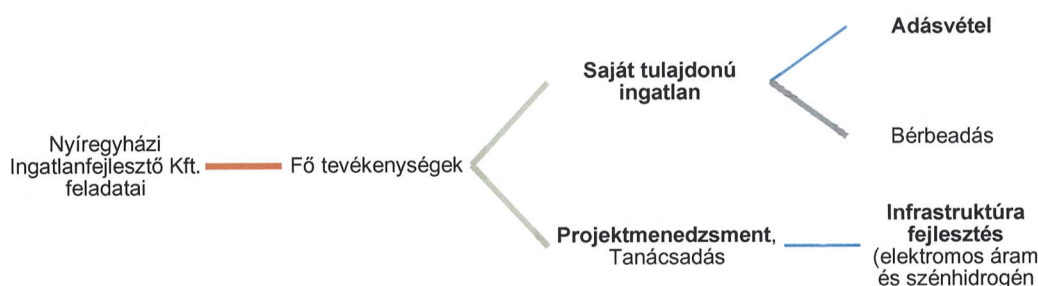 Nyíregyházi
Ingatlanfejlesztő Kft.
feladatai
Fő tevékenységek
Saját tulajdonú
ingatlan
Adásvétel
Bérbeadás
Projektmenedzsment,
Tanácsadás
Infrastruktúra
fejlesztés
(elektromos áram
és szénhidrogén